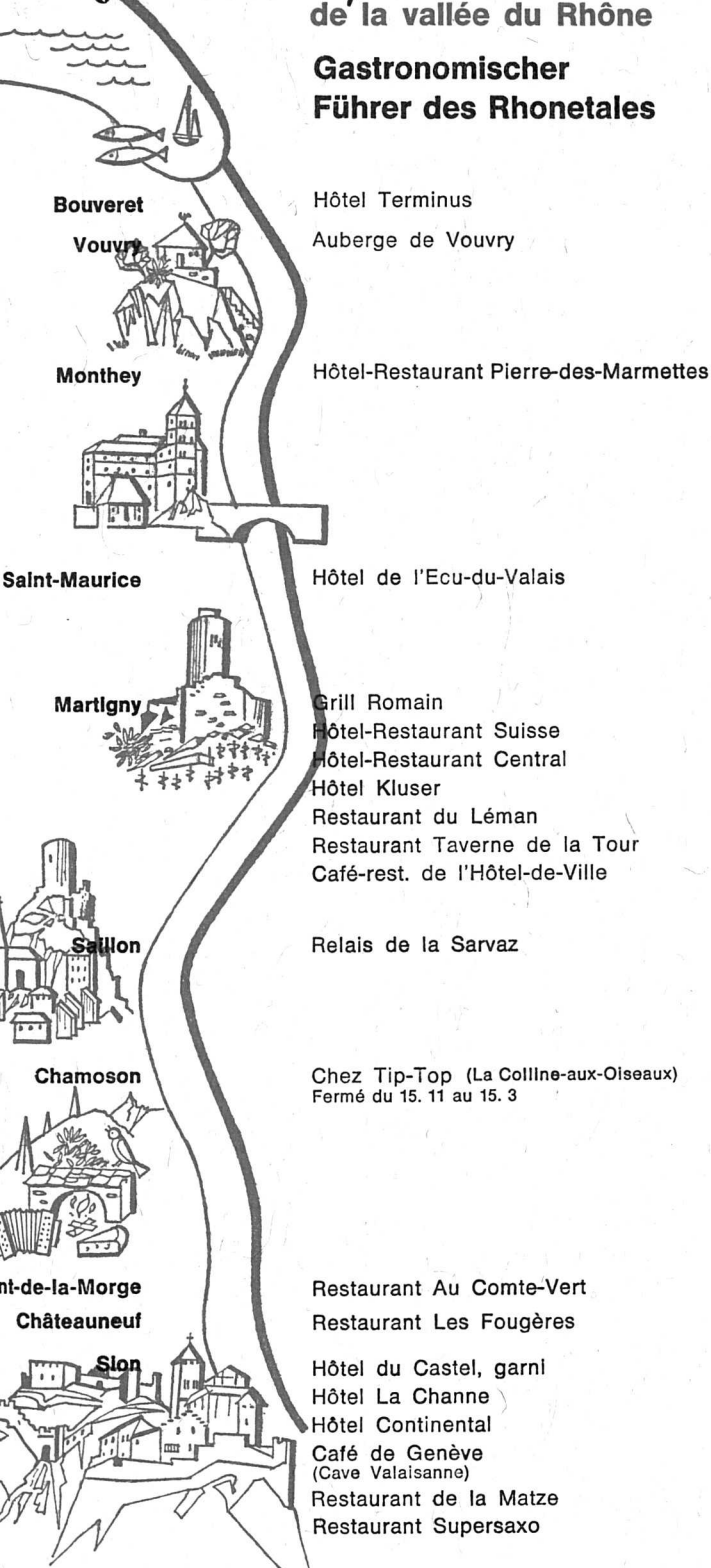 de la vallée du Rhône
Gastronomischer
Führer des Rhonetales
Bouveret Hôtel Terminus
Vouvry Auberge de Vouvry
Monthey Hôtel-Restaurant Pierre-des-Marmettes
Saint-Maurice Hôtel de l'Ecu-du-Valais
Martigny Grill Romain
Hôtel-Restaurant Suisse
Hôtel-Restaurant Central
Hôtel Kluser
Restaurant du Léman
Restaurant Taverne de la Tour
Café-rest. de l'Hôtel-de-Ville
Saillon Relais de la Sarvaz
Chamoson Chez Tip-Top (La Colline-aux-Oiseaux)
Fermé du 15. 11 au 15. 3
nt-de-la-Morge Restaurant Au Comte-Vert
Châteauneuf Restaurant Les Fougères
Sion Hôtel du Castel, garni
Hôtel La Channe
Hôtel Continental
Café de Genève
(Cave Valaisanne)
Restaurant de la Matze
Restaurant Supersaxo